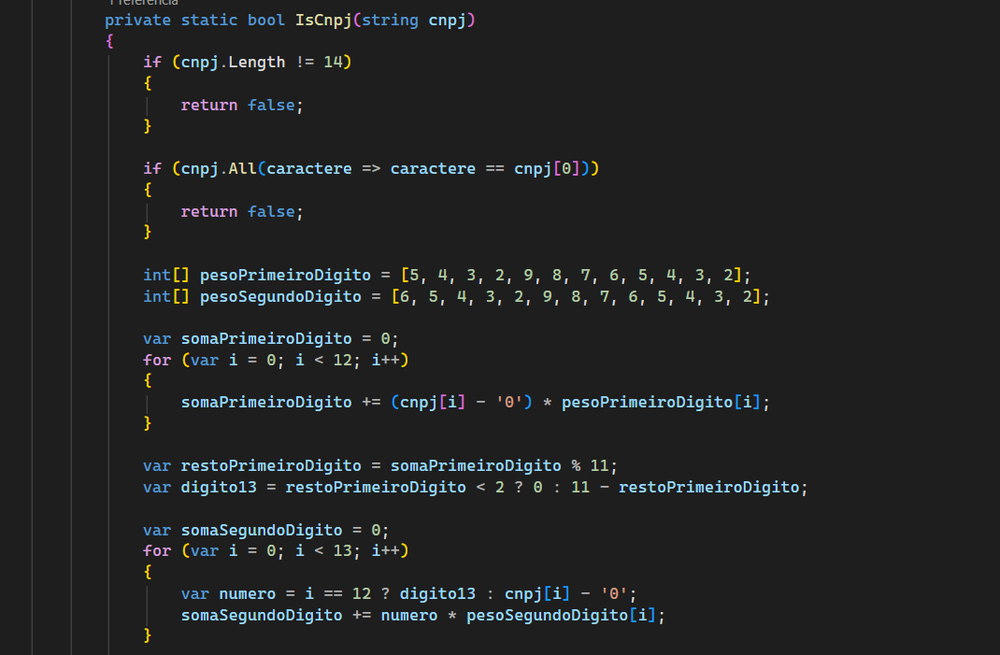 1 referência
private static bool IsCnpj(string cnpj)
{
if (cnpj.Length != 14)
{
return false;
}
if (cnpj.All(caractere => caractere == cnpj[0]))
{
return false;
}
int[] pesoPrimeiroDigito = [5, 4, 3, 2, 9, 8, 7, 6, 5, 4, 3, 2];
int[] pesoSegundoDigito = [6, 5, 4, 3, 2, 9, 8, 7, 6, 5, 4, 3, 2];
var somaPrimeiroDigito = 0;
for (var i = 0; i < 12; i++)
{
somaPrimeiroDigito += (cnpj[i] - '0') * pesoPrimeiroDigito[i];
}
var restoPrimeiroDigito = somaPrimeiroDigito % 11;
var digito13 = restoPrimeiroDigito < 2 ? 0 : 11 - restoPrimeiroDigito;
var somaSegundoDigito = 0;
for (var i = 0; i < 13; i++)
{
var numero = i == 12 ? digito13 : cnpj[i] - '0';
somaSegundoDigito += numero * pesoSegundoDigito[i];
}